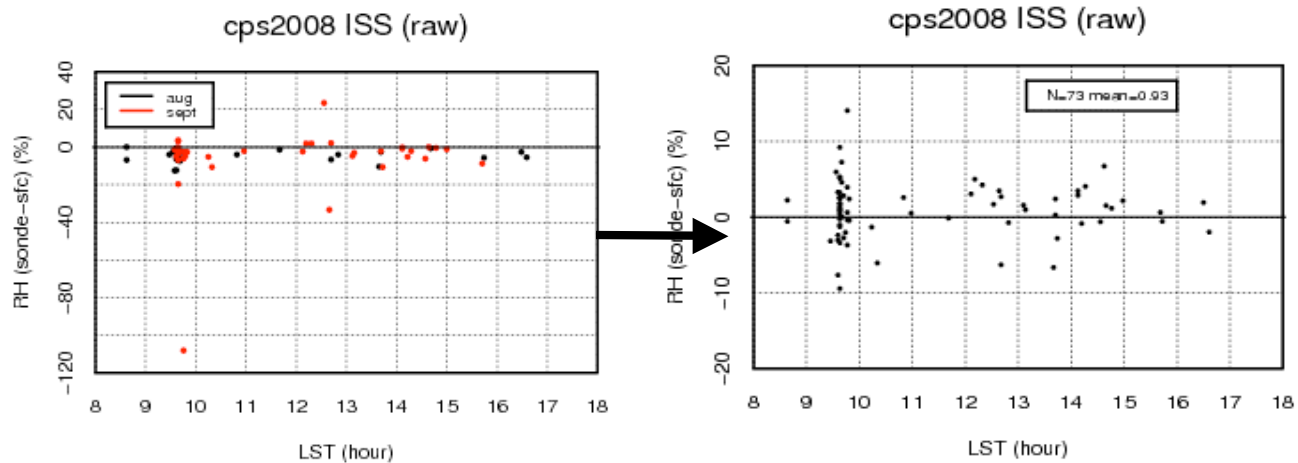 cps2008 ISS (raw)
RH (sonde-sfc) (%)
40
20
0
-40
-80
-120
aug
sept
8 9 10 11 12 13 14 15 16 17 18
LST (hour)
cps2008 ISS (raw)
RH (sonde-sfc) (%)
20
10
0
-10
-20
N=73 mean=0.93
8 9 10 11 12 13 14 15 16 17 18
LST (hour)